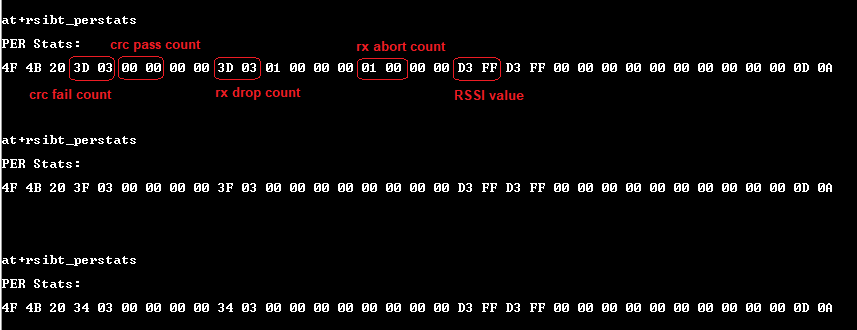 at+rsibt_perstats
PER Stats:
crc pass count
rx abort count
4F 4B 20 3D 03 00 00 00 00 3D 03 01 00 00 00 01 00 00 00 D3 FF D3 FF 00 00 00 00 00 00 00 00 00 00 00 00 0D 0A
crc fail count
rx drop count
RSSI value
at+rsibt_perstats
PER Stats:
4F 4B 20 3F 03 00 00 00 00 3F 03 00 00 00 00 00 00 00 00 D3 FF D3 FF 00 00 00 00 00 00 00 00 00 00 00 00 0D 0A
at+rsibt_perstats
PER Stats:
4F 4B 20 34 03 00 00 00 00 34 03 00 00 00 00 00 00 00 00 D3 FF D3 FF 00 00 00 00 00 00 00 00 00 00 00 00 0D 0A